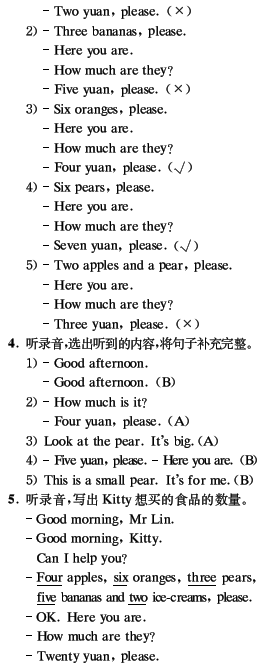 - Two yuan, please. (×)
2) - Three bananas, please.
- Here you are.
- How much are they?
- Five yuan, please. (×)
3) - Six oranges, please.
- Here you are.
- How much are they?
- Four yuan, please. (√)
4) - Six pears, please.
- Here you are.
- How much are they?
- Seven yuan, please. (√)
5) - Two apples and a pear, please.
- Here you are.
- How much are they?
- Three yuan, please. (×)
4. 听录音,选出听到的内容,将句子补充完整。
1) - Good afternoon.
- Good afternoon. (B)
2) - How much is it?
- Four yuan, please. (A)
3) Look at the pear. It's big. (A)
4) - Five yuan, please. - Here you are. (B)
5) This is a small pear. It's for me. (B)
5. 听录音,写出 Kitty 想买的食品的数量。
- Good morning, Mr Lin.
- Good morning, Kitty.
Can I help you?
- Four apples, six oranges, three pears,
five bananas and two ice-creams, please.
- OK. Here you are.
- How much are they?
- Twenty yuan, please.